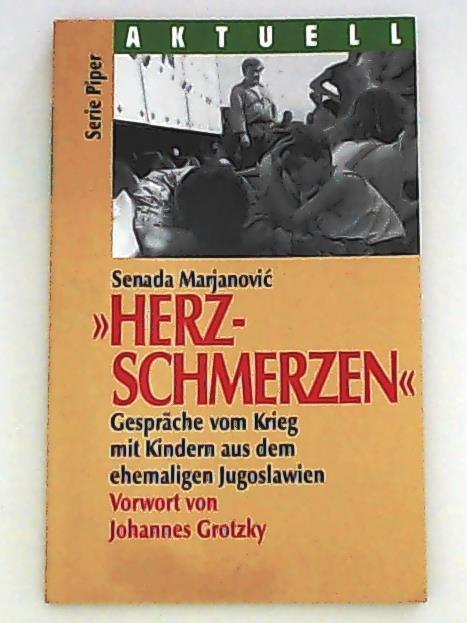 AKTUELL
Serie Piper
Senada Marjanović
»HERZ-
SCHMERZEN«
Gespräche vom Krieg
mit Kindern aus dem
ehemaligen Jugoslawien
Vorwort von
Johannes Grotzky